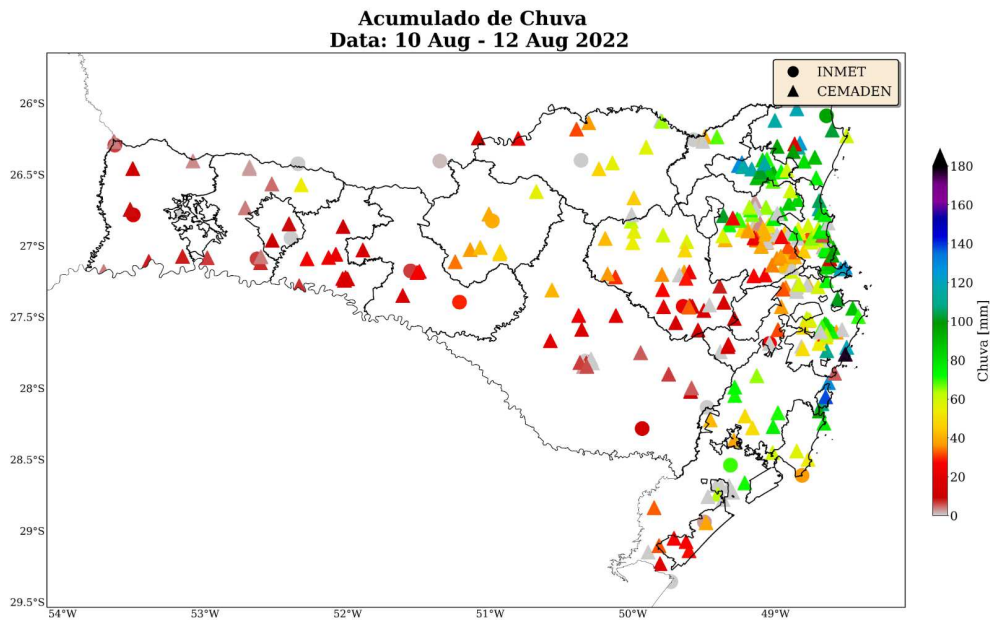 Acumulado de Chuva
Data: 10 Aug - 12 Aug 2022
INMET
CEMADEN
26°S
26.5°S
27°S
27.5°S
28°S
28.5°S
29°S
29.5°S
54°W
53°W
52°W
51°W
50°W
49°W
180
160
140
120
100
80
60
40
20
0
Chuva [mm]